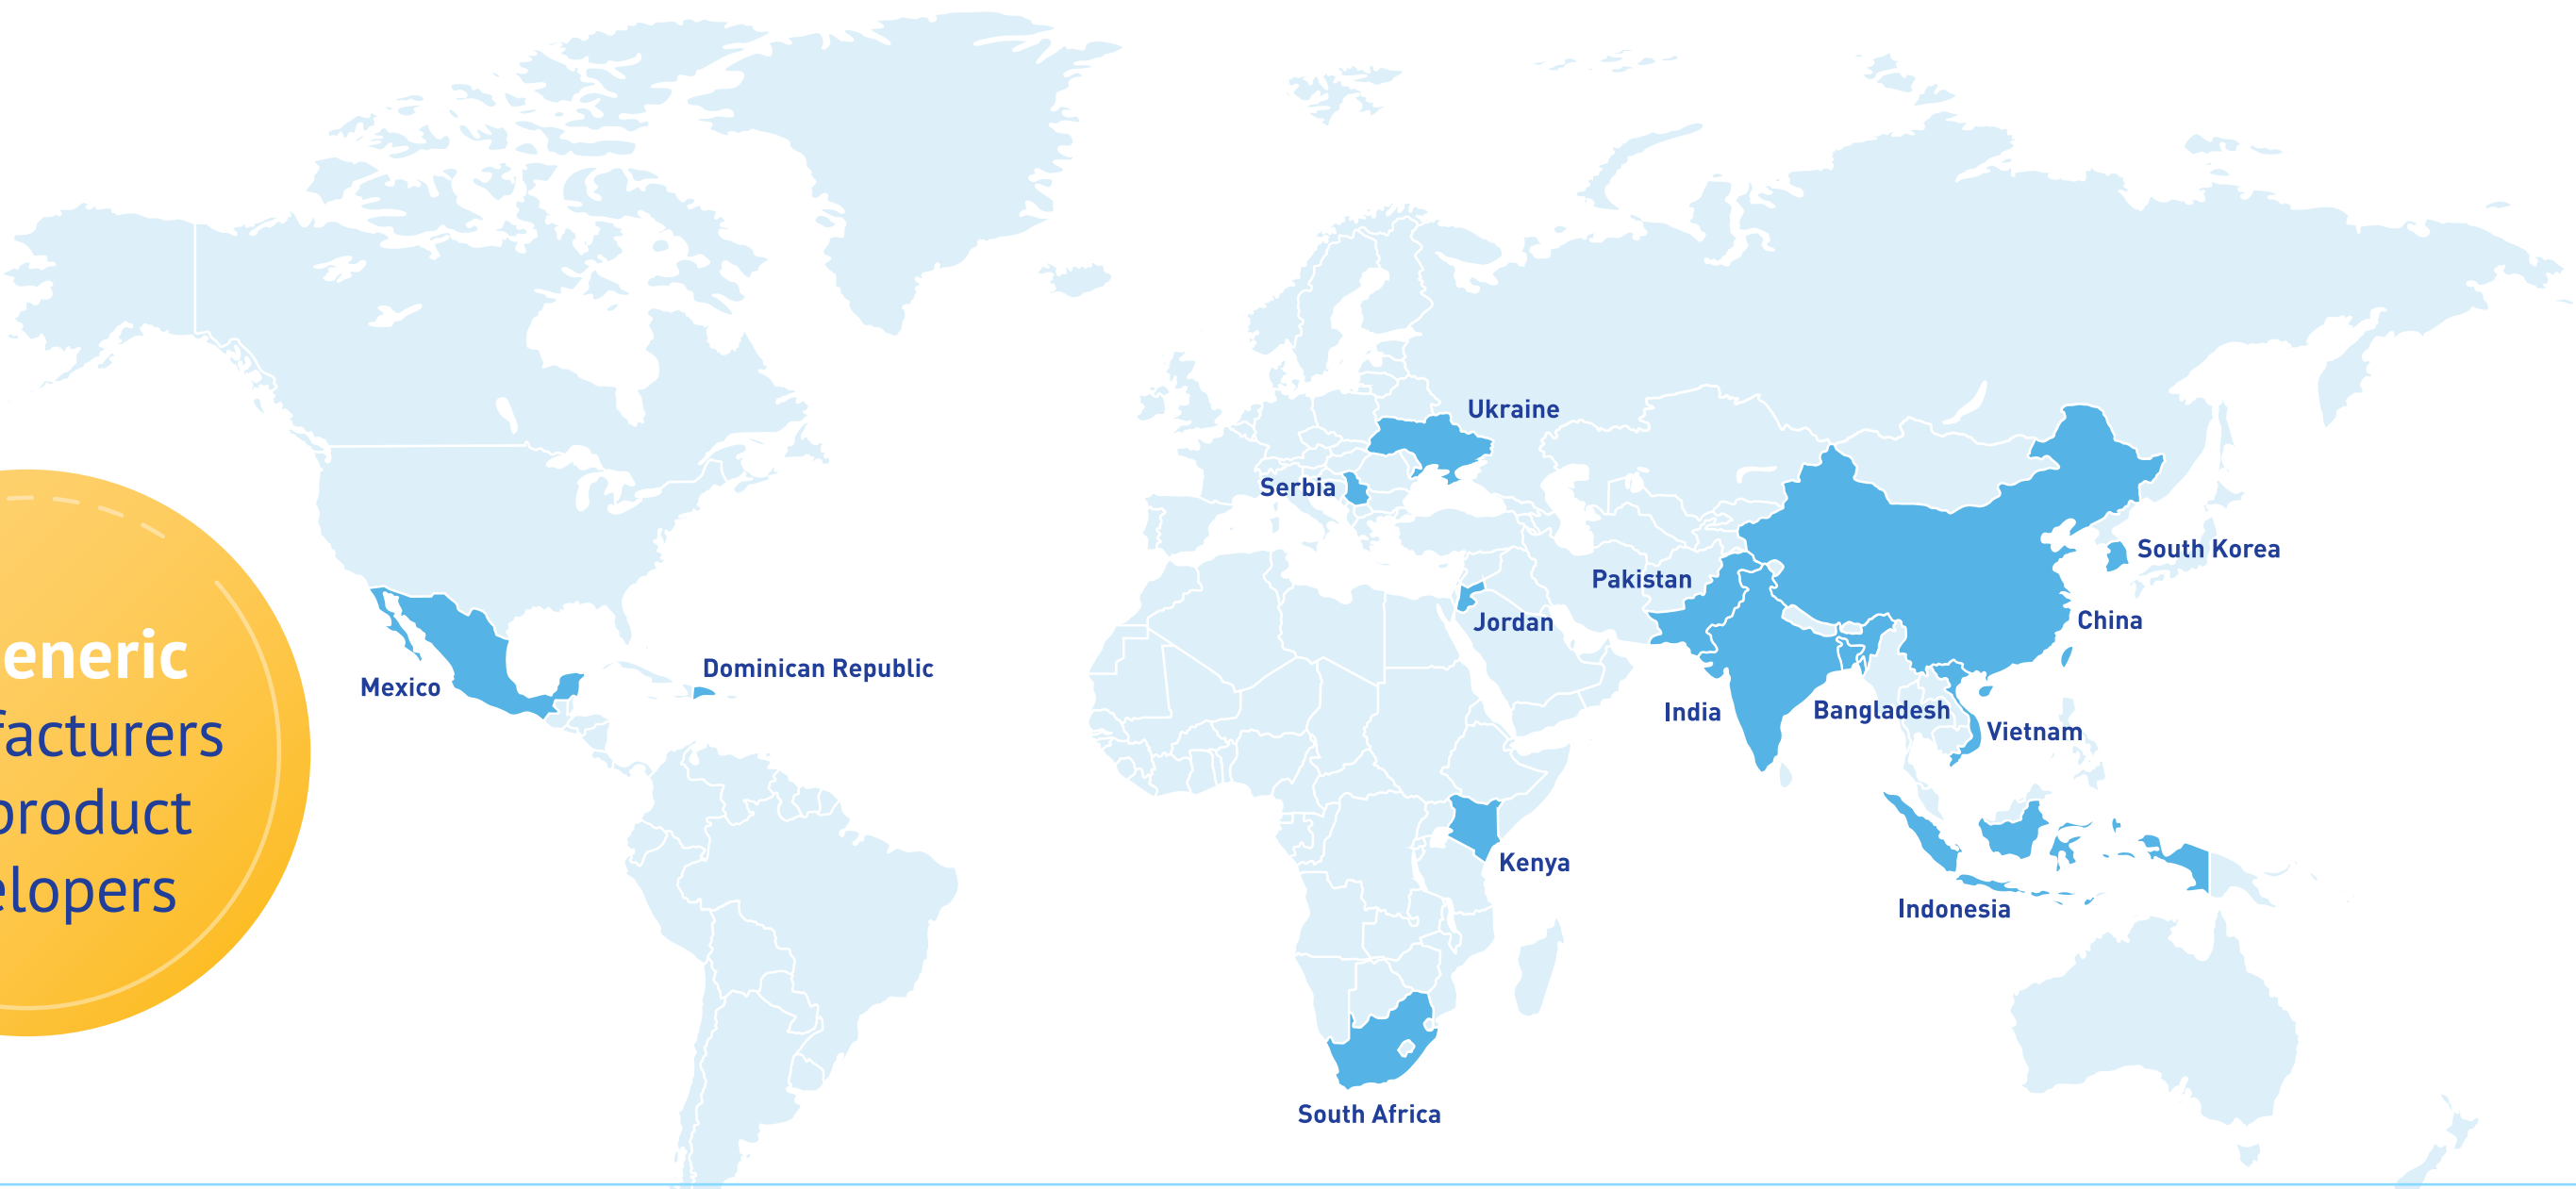 eneric
facturers
product
elopers
Mexico
Dominican Republic
Ukraine
Serbia
Pakistan
Jordan
South Korea
China
India
Bangladesh
Vietnam
Kenya
Indonesia
South Africa